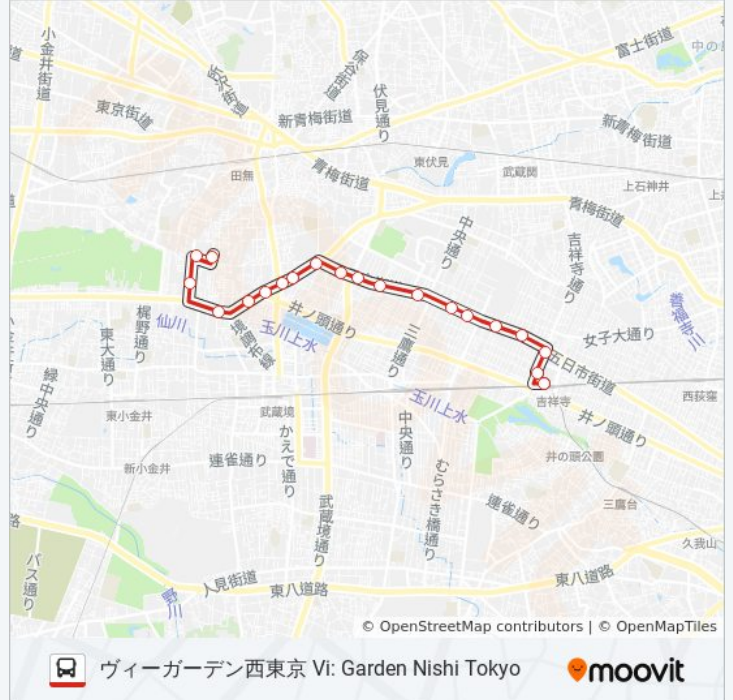 小金井街道
保谷街道
富士街道
所沢街道
伏見通り
東京街道
新青梅街道
新青梅街道
東伏見
武蔵関
田無
青梅街道
上石神井
青梅街道
中央通り
吉祥寺通り
善福寺川
梶野通り
仙川
井ノ頭通り
玉川上水
三鷹通り
女子大通り
東大通り
境調布線
五日市街道
緑中央通り
玉川上水
吉祥寺
西荻窪
東小金井
武蔵境
中央通り
井ノ頭通り
かえで通り
連雀通り
新小金井
井の頭公園
むらさき橋通り
武蔵境通り
連雀通り
三鷹台
久我山
バス通り
人見街道
東八道路
東八道路
野川
© OpenStreetMap contributors | © OpenMapTiles
ヴィーガーデン西東京 Vi: Garden Nishi Tokyo
moovit